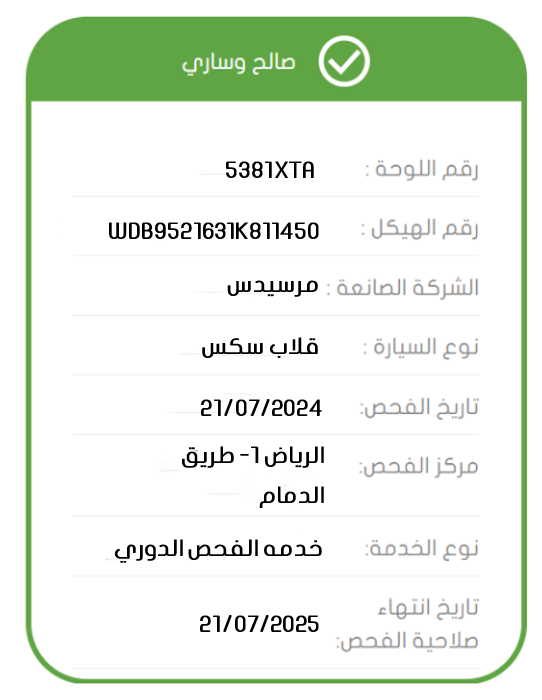 صالح وساري
رقم اللوحة : 5381XTA
رقم الهيكل : WDB9521631K811450
الشركة الصانعة : مرسيدس
نوع السيارة : قلاب سكس
تاريخ الفحص: 21/07/2024
مركز الفحص: الرياض 1- طريق
الدمام
نوع الخدمة: خدمه الفحص الدوري
تاريخ انتهاء
صلاحية الفحص: 21/07/2025